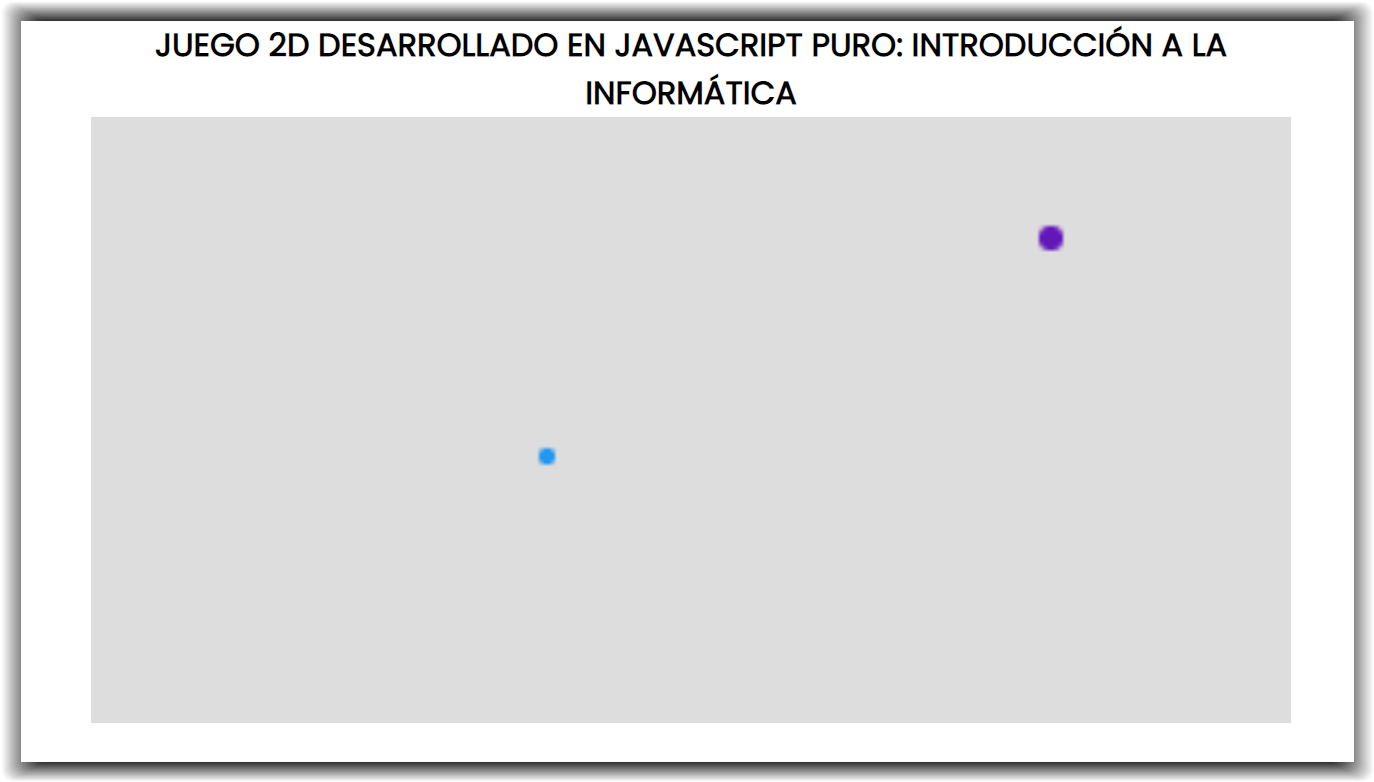 JUEGO 2D DESARROLLADO EN JAVASCRIPT PURO: INTRODUCCIÓN A LA
INFORMÁTICA